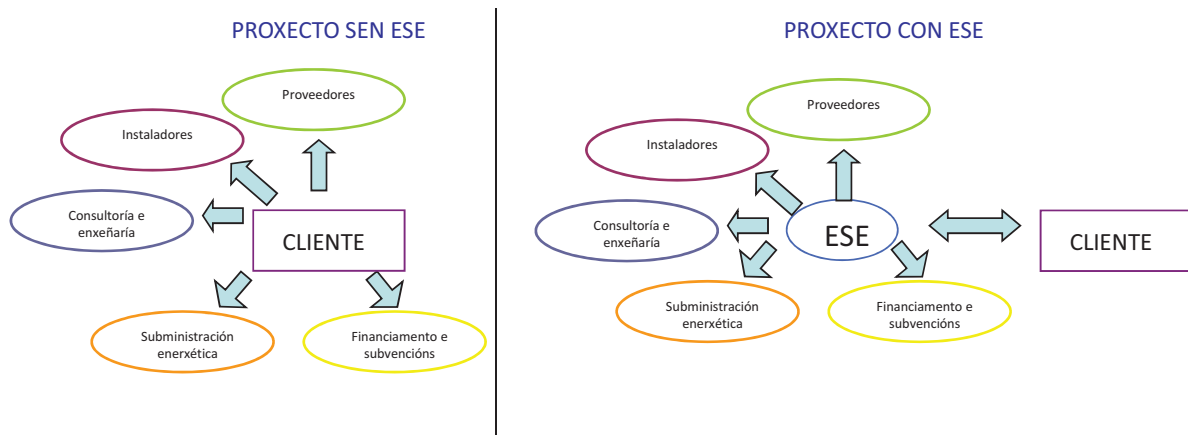 PROXECTO SEN ESE
Proveedores
Instaladores
Consultoría e
enxeñaría
CLIENTE
Subministración
enerxética
Financiamento e
subvencións
PROXECTO CON ESE
Proveedores
Instaladores
Consultoría e
enxeñaría
ESE
CLIENTE
Subministración
enerxética
Financiamento e
subvencións